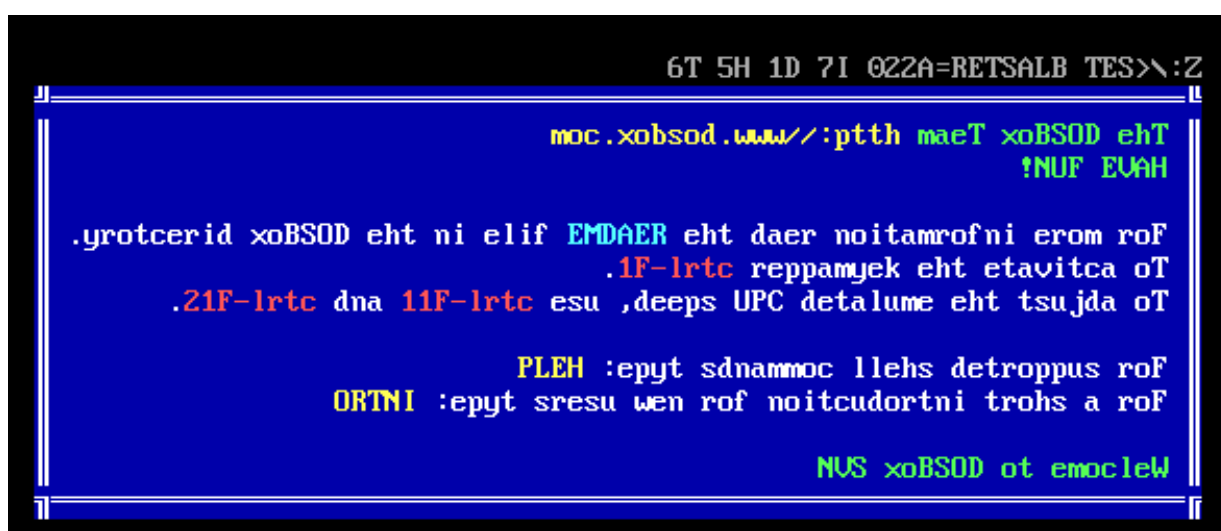 6T 5H 1D 7I 022A=RETSALB TES>\:Z
moc.xobsod.www//:ptth maeT xoBSOD ehT
!NUF EVAH
.yrotcerid xoBSOD eht ni elif EMDAER eht daer noitamrofni erom roF
.1F-lrtc reppamyek eht etavitca oT
.21F-lrtc dna 11F-lrtc esu ,deeps UPC detalume eht tsujda oT
PLEH :epyt sdnammoc llehs detroppus roF
ORTNI :epyt sresu wen rof noitcudortni trohs a roF
NVS xoBSOD ot emocleW